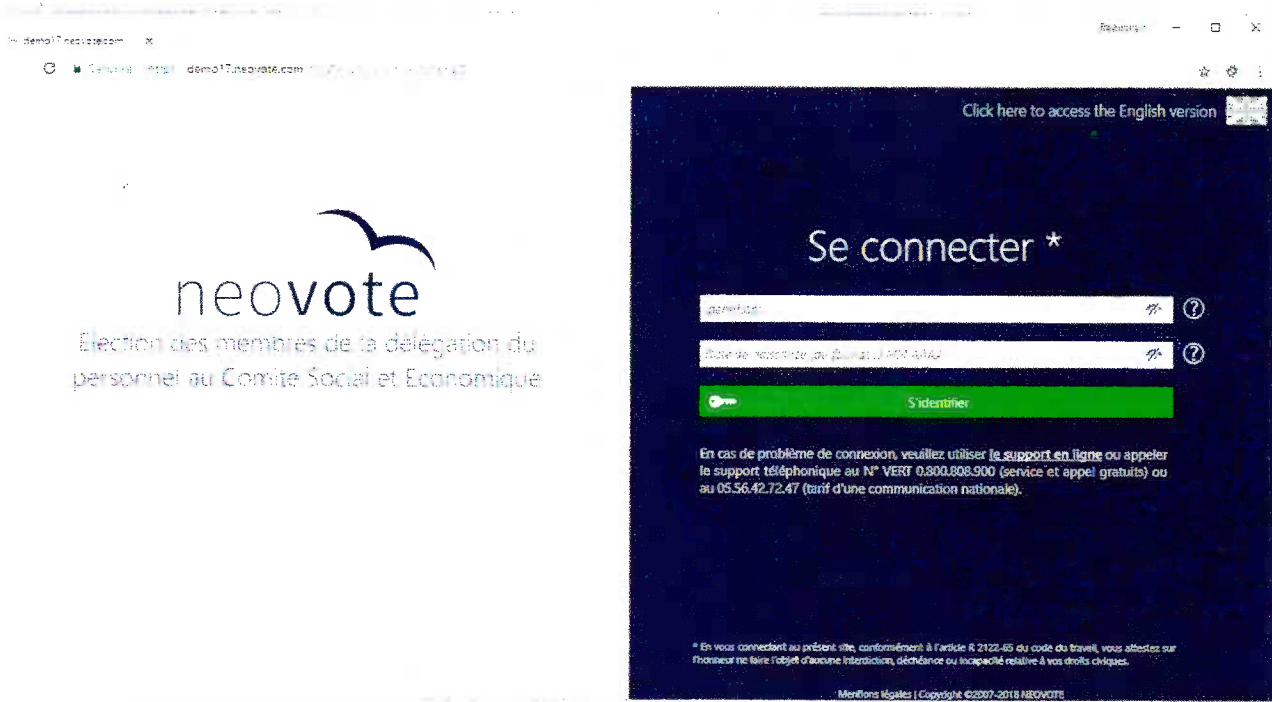 demo17.neovote.com
demo17.neovote.com
Click here to access the English version
neovote
Election des membres de la délégation du
personnel au Comité Social et Economique
Se connecter *
S'identifier
En cas de problème de connexion, veuillez utiliser le support en ligne ou appeler
le support téléphonique au N° VERT 0.800.808.900 (service et appel gratuits) ou
au 05.56.42.72.47 (tarif d'une communication nationale).
* En vous connectant au présent site, conformément à l'article R 2122-65 du code du travail, vous attestez sur
l'honneur ne faire l'objet d'aucune interdiction, déchéance ou incapacité relative à vos droits civiques.
Mentions légales | Copyright ©2007-2018 NEOVOTE